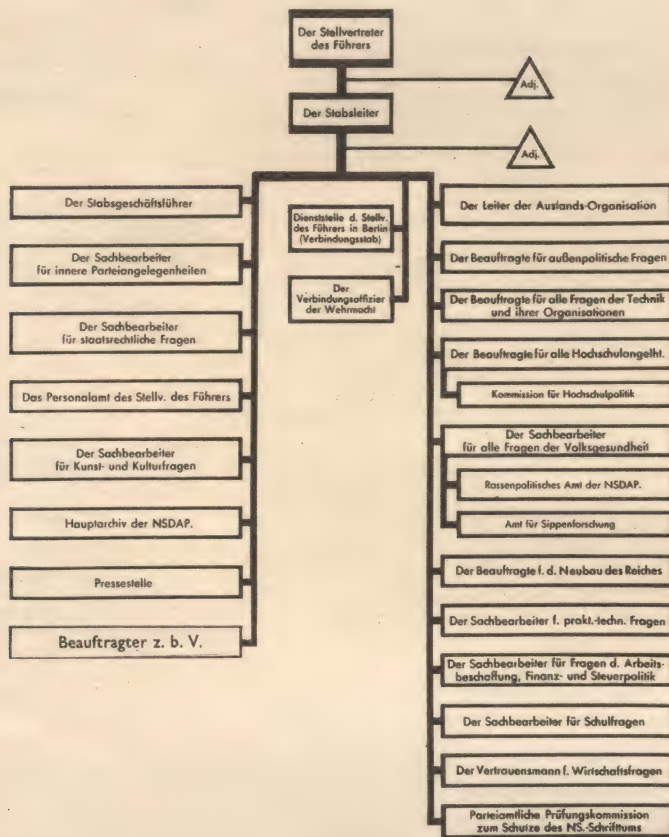 Der Stellvertreter
des Führers
Adj.
Der Stabsleiter
Adj.
Der Stabsgeschäftsführer
Der Sachbearbeiter
für innere Parteiangelegenheiten
Der Sachbearbeiter
für staatsrechtliche Fragen
Das Personalamt des Stellv. des Führers
Der Sachbearbeiter
für Kunst- und Kulturfragen
Hauptarchiv der NSDAP.
Pressestelle
Beauftragter z. b. V.
Dienststelle d. Stellv.
des Führers in Berlin
(Verbindungsstab)
Der
Verbindungsoffizier
der Wehrmacht
Der Leiter der Auslands-Organisation
Der Beauftragte für außenpolitische Fragen
Der Beauftragte für alle Fragen der Technik
und ihrer Organisationen
Der Beauftragte für alle Hochschulangelht.
Kommission für Hochschulpolitik
Der Sachbearbeiter
für alle Fragen der Volksgesundheit
Rassenpolitisches Amt der NSDAP.
Amt für Sippenforschung
Der Beauftragte f. d. Neubau des Reiches
Der Sachbearbeiter f. prakt.-techn. Fragen
Der Sachbearbeiter für Fragen d. Arbeits-
beschaffung, Finanz- und Steuerpolitik
Der Sachbearbeiter für Schulfragen
Der Vertrauensmann f. Wirtschaftsfragen
Parteiamtliche Prüfungskommission
zum Schutze des NS.-Schrifttums